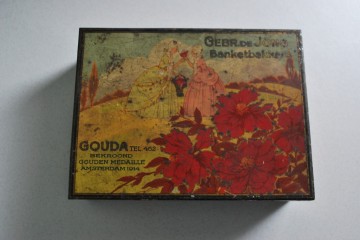 GEBR. DE JONG
Banketbakkers
GOUDA TEL. 402
BEKROOND
GOUDEN MEDAILLE
AMSTERDAM 1914